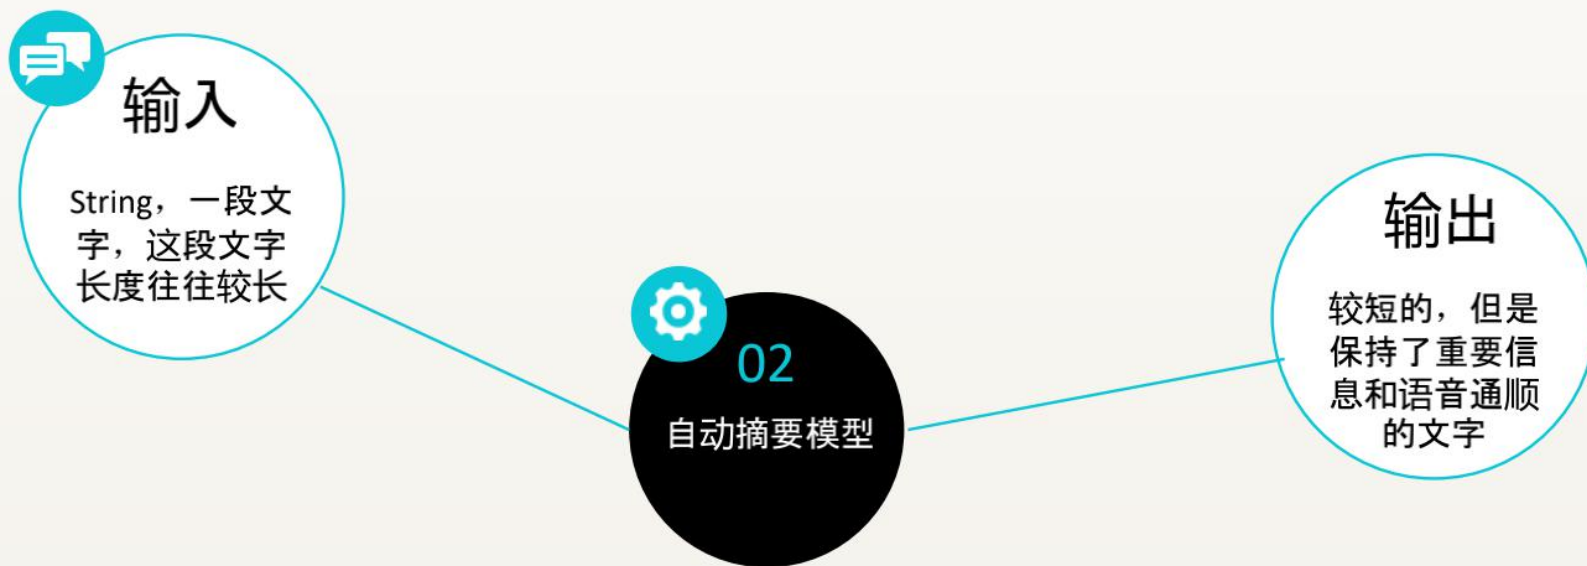 输入
String，一段文
字，这段文字
长度往往较长
02
自动摘要模型
输出
较短的，但是
保持了重要信
息和语音通顺
的文字